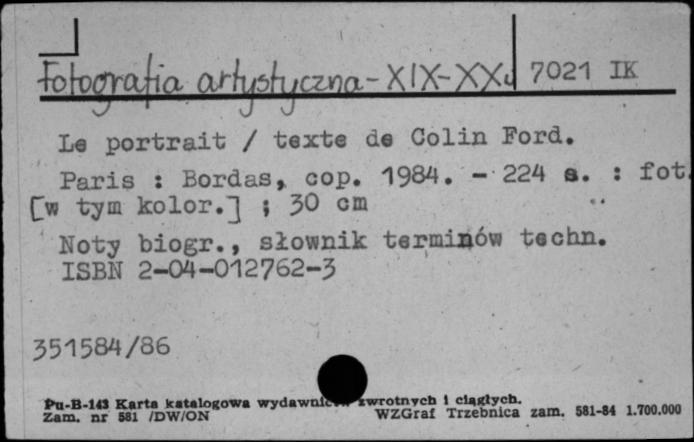 Fotografia artystyczna - XIX-XX w 7021 IK
Le portrait / texte de Colin Ford.
Paris : Bordas, cop. 1984. - 224 s. : fot.
[w tym kolor.] ; 30 cm
Noty biogr., słownik terminów techn.
ISBN 2-04-012762-3
351584/86
Pu-B-143 Karta katalogowa wydawnictw zwrotnych i ciągłych.
Zam. nr 581 /DW/ON WZGraf Trzebnica zam. 581-84 1.700.000